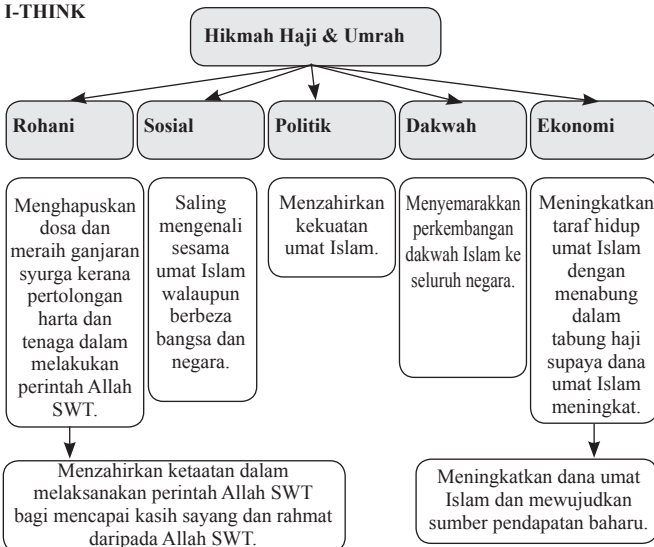 I-THINK
Hikmah Haji & Umrah
Rohani
Sosial
Politik
Dakwah
Ekonomi
Menghapuskan
dosa dan
meraih ganjaran
syurga kerana
pertolongan
harta dan
tenaga dalam
melakukan
perintah Allah
SWT.
Saling
mengenali
sesama
umat Islam
walaupun
berbeza
bangsa dan
negara.
Menzahirkan
kekuatan
umat Islam.
Menyemarakkan
perkembangan
dakwah Islam ke
seluruh negara.
Meningkatkan
taraf hidup
umat Islam
dengan
menabung
dalam
tabung haji
supaya dana
umat Islam
meningkat.
Menzahirkan ketaatan dalam
melaksanakan perintah Allah SWT
bagi mencapai kasih sayang dan rahmat
daripada Allah SWT.
Meningkatkan dana umat
Islam dan mewujudkan
sumber pendapatan baharu.